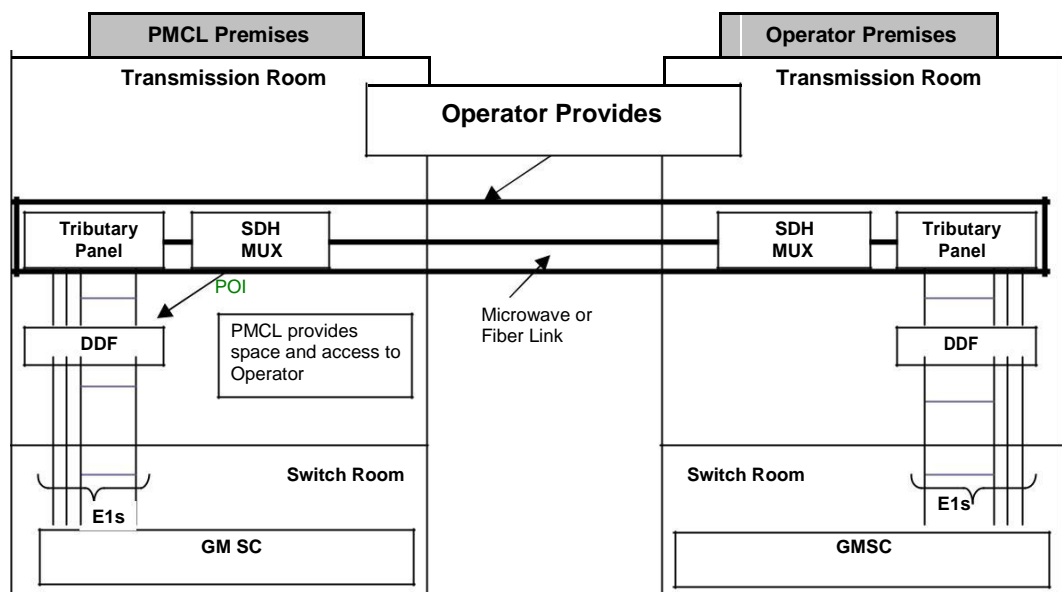 PMCL Premises
Operator Premises
Transmission Room
Transmission Room
Operator Provides
Tributary
Panel
SDH
MUX
SDH
MUX
Tributary
Panel
POI
Microwave or
Fiber Link
PMCL provides
space and access to
Operator
DDF
DDF
Switch Room
Switch Room
E1s
E1s
GM SC
GMSC